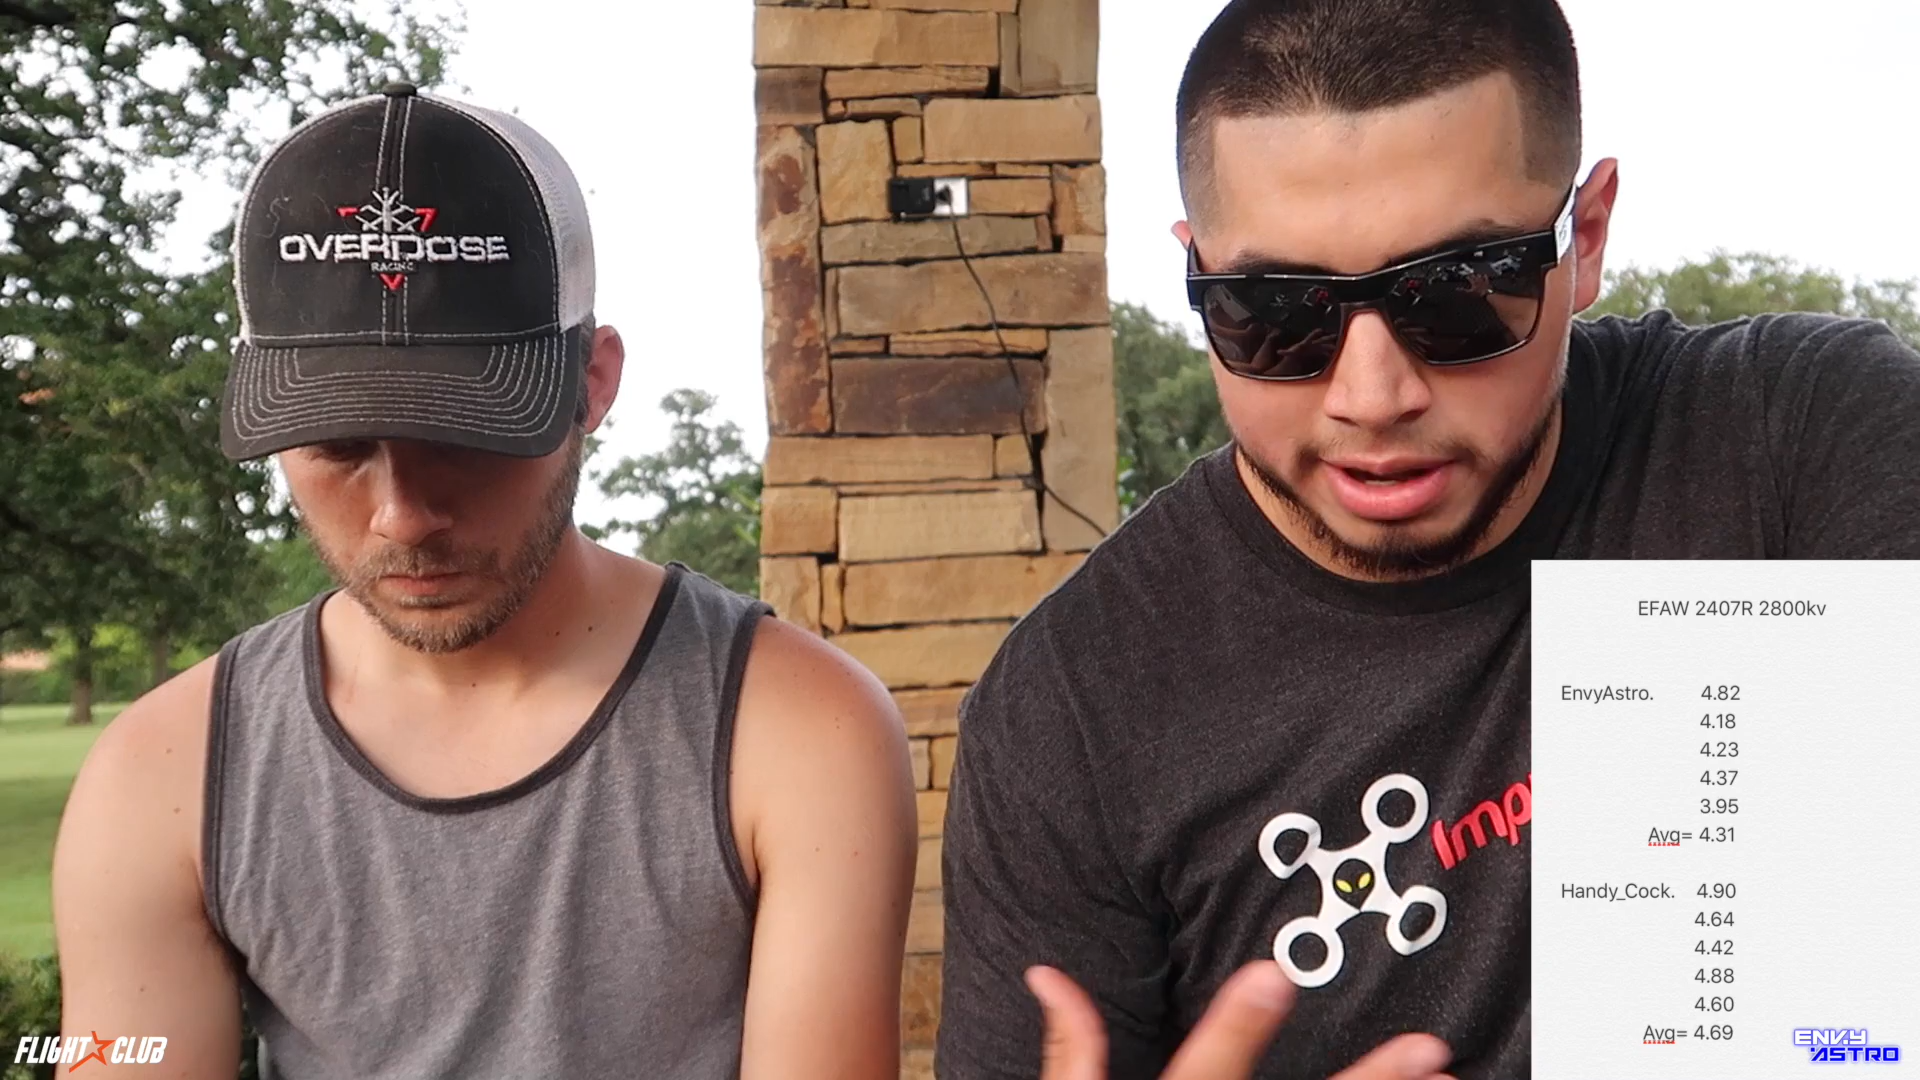 OVERDOSE
RACING
Imp
EFAW 2407R 2800kv
EnvyAstro. 4.82
4.18
4.23
4.37
3.95
Avg= 4.31
Handy_Cock. 4.90
4.64
4.42
4.88
4.60
Avg= 4.69
FLIGHT CLUB
ENVY
ASTRO